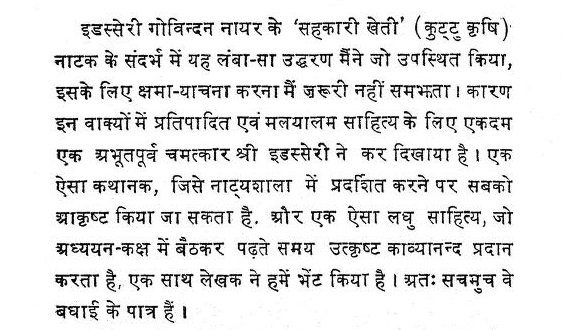 इडस्सेरी गोविन्दन नायर के ‘सहकारी खेती’ (कुट्टु कृषि)
नाटक के संदर्भ में यह लंबा-सा उद्धरण मैंने जो उपस्थित किया,
इसके लिए क्षमा-याचना करना मैं ज़रूरी नहीं समझता । कारण
इन वाक्यों में प्रतिपादित एवं मलयालम साहित्य के लिए एकदम
एक अभूतपूर्व चमत्कार श्री इडस्सेरी ने कर दिखाया है । एक
ऐसा कथानक, जिसे नाट्यशाला में प्रदर्शित करने पर सबको
आकृष्ट किया जा सकता है. और एक ऐसा लघु साहित्य, जो
अध्ययन-कक्ष में बैठकर पढ़ते समय उत्कृष्ट काव्यानन्द प्रदान
करता है, एक साथ लेखक ने हमें भेंट किया है । अतः सचमुच वे
बधाई के पात्र हैं ।